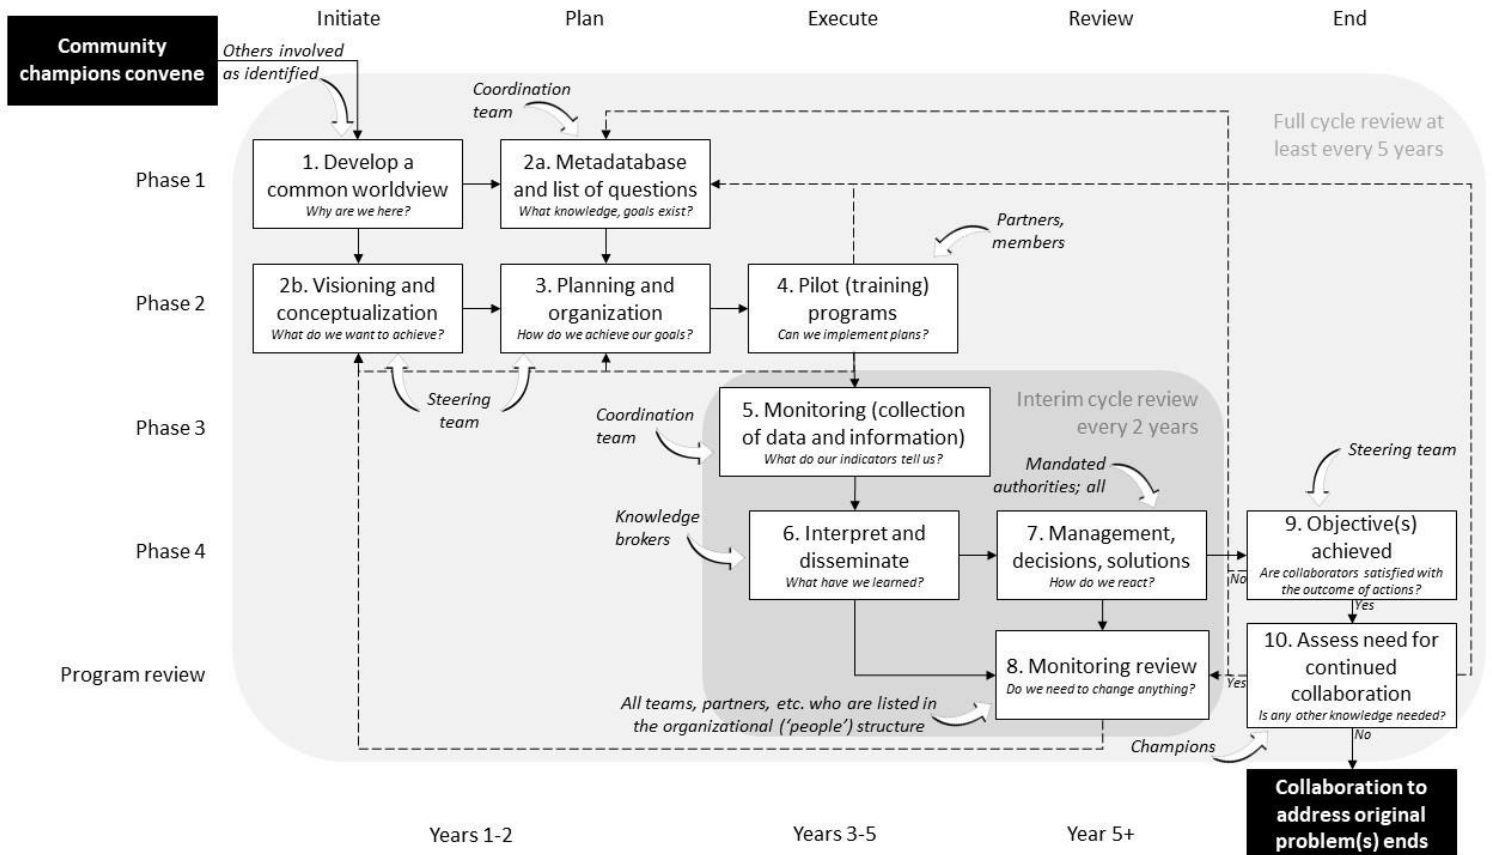 Initiate
Plan
Execute
Review
End
Community
champions convene
Others involved
as identified
Coordination
team
Full cycle review at
least every 5 years
Phase 1
1. Develop a
common worldview
Why are we here?
2a. Metadatabase
and list of questions
What knowledge, goals exist?
Partners,
members
Phase 2
2b. Visioning and
conceptualization
What do we want to achieve?
3. Planning and
organization
How do we achieve our goals?
4. Pilot (training)
programs
Can we implement plans?
Steering
team
Phase 3
Coordination
team
5. Monitoring (collection
of data and information)
What do our indicators tell us?
Interim cycle review
every 2 years
Mandated
authorities; all
Steering team
Phase 4
Knowledge
brokers
6. Interpret and
disseminate
What have we learned?
7. Management,
decisions, solutions
How do we react?
No
9. Objective(s)
achieved
Are collaborators satisfied with
the outcome of actions?
Yes
Program review
8. Monitoring review
Do we need to change anything?
Yes
10. Assess need for
continued
collaboration
Is any other knowledge needed?
All teams, partners, etc. who are listed in
the organizational (‘people’) structure
Champions
No
Collaboration to
address original
problem(s) ends
Years 1-2
Years 3-5
Year 5+